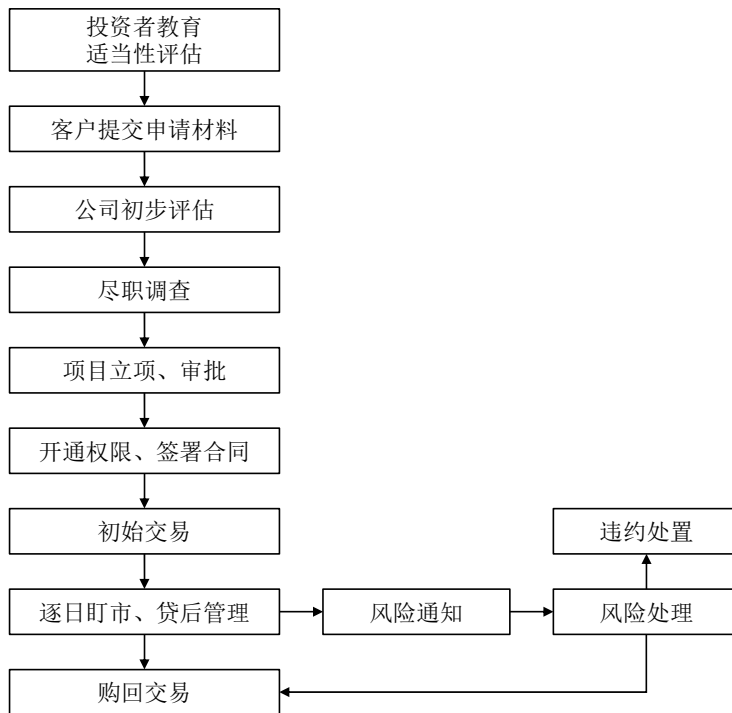 投资者教育
适当性评估
客户提交申请材料
公司初步评估
尽职调查
项目立项、审批
开通权限、签署合同
初始交易
违约处置
逐日盯市、贷后管理
风险通知
风险处理
购回交易